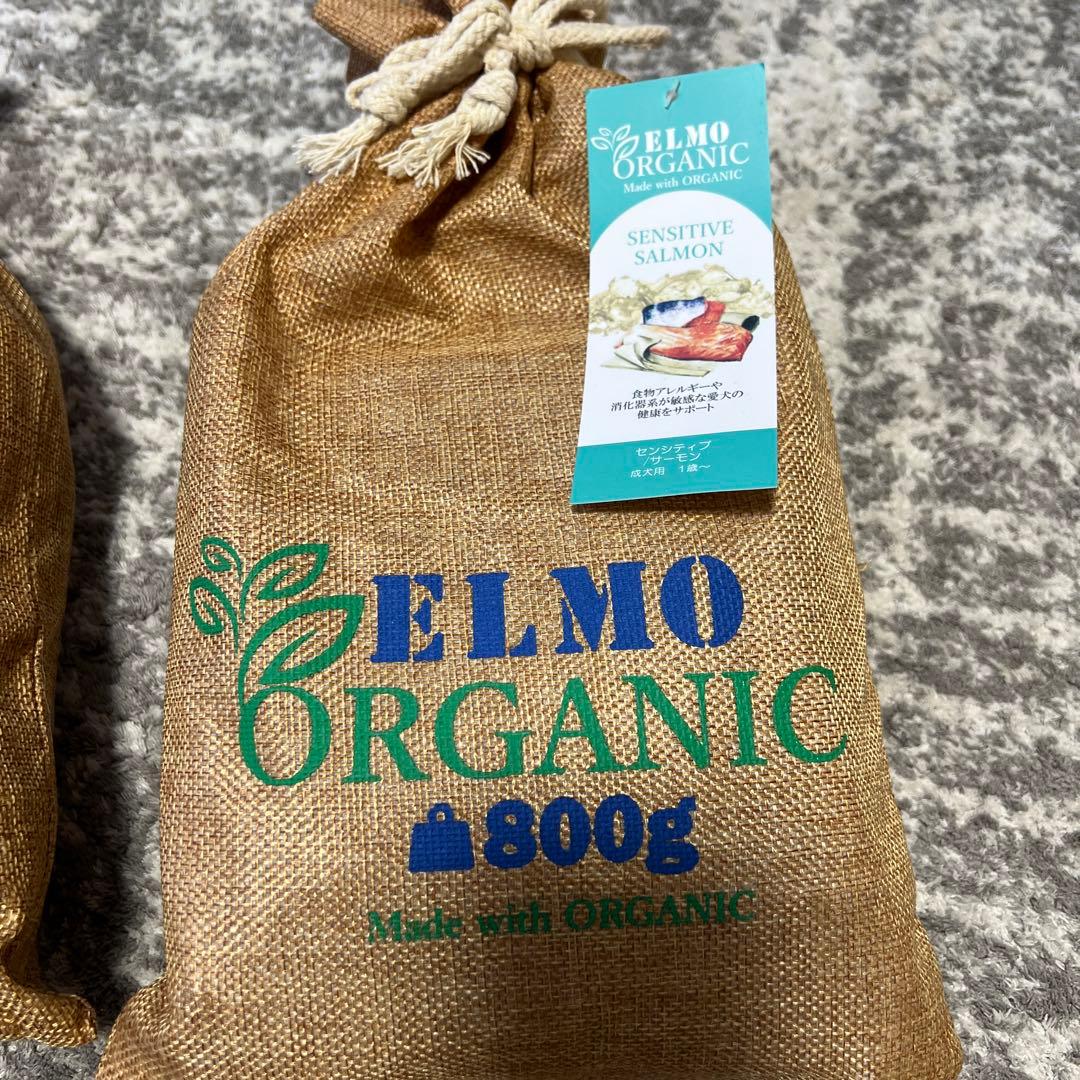 ELMO
ORGANIC
Made with ORGANIC
SENSITIVE
SALMON
食物アレルギーや
消化器系が敏感な愛犬の
健康をサポート
センシティブ
/サーモン
成犬用 1歳～
ELMO
ORGANIC
800g
Made with ORGANIC